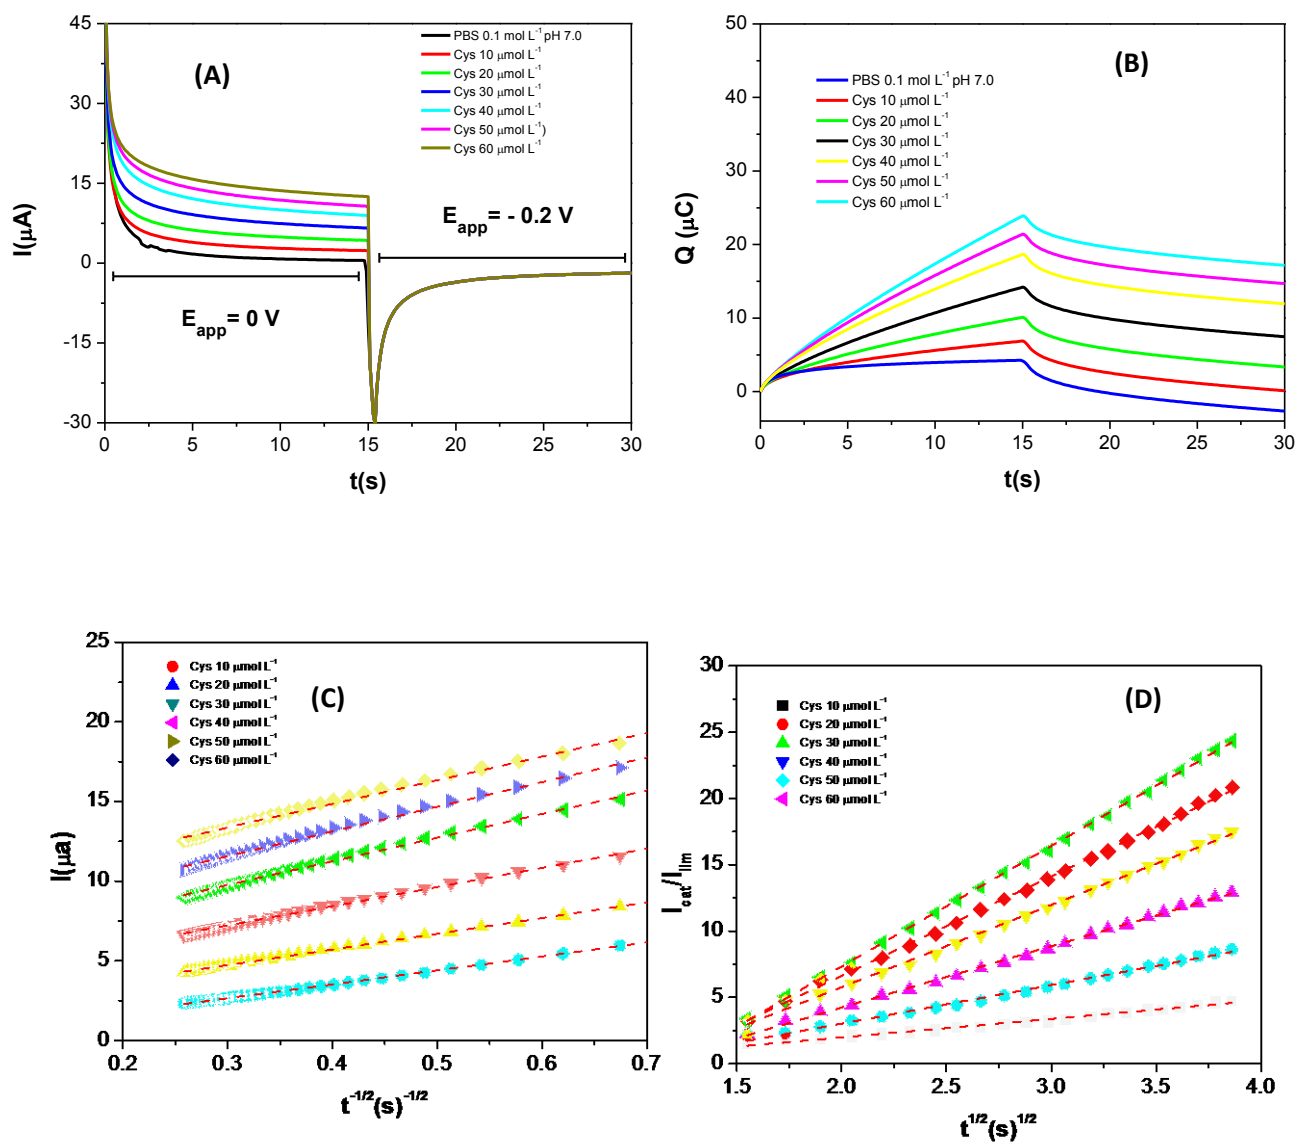 (A)
I(μA)
45
30
15
0
-15
-30
PBS 0.1 mol L⁻¹ pH 7.0
Cys 10 μmol L⁻¹
Cys 20 μmol L⁻¹
Cys 30 μmol L⁻¹
Cys 40 μmol L⁻¹
Cys 50 μmol L⁻¹)
Cys 60 μmol L⁻¹
E_app= - 0.2 V
E_app= 0 V
0 5 10 15 20 25 30
t(s)
(B)
Q (μC)
50
40
30
20
10
0
PBS 0.1 mol L⁻¹ pH 7.0
Cys 10 μmol L⁻¹
Cys 20 μmol L⁻¹
Cys 30 μmol L⁻¹
Cys 40 μmol L⁻¹
Cys 50 μmol L⁻¹
Cys 60 μmol L⁻¹
0 5 10 15 20 25 30
t(s)
(C)
I(μa)
25
20
15
10
5
0
Cys 10 μmol L⁻¹
Cys 20 μmol L⁻¹
Cys 30 μmol L⁻¹
Cys 40 μmol L⁻¹
Cys 50 μmol L⁻¹
Cys 60 μmol L⁻¹
0.2 0.3 0.4 0.5 0.6 0.7
t⁻¹/²(s)⁻¹/²
(D)
I_cat/I_lim
30
25
20
15
10
5
0
Cys 10 μmol L⁻¹
Cys 20 μmol L⁻¹
Cys 30 μmol L⁻¹
Cys 40 μmol L⁻¹
Cys 50 μmol L⁻¹
Cys 60 μmol L⁻¹
1.5 2.0 2.5 3.0 3.5 4.0
t¹/²(s)¹/²